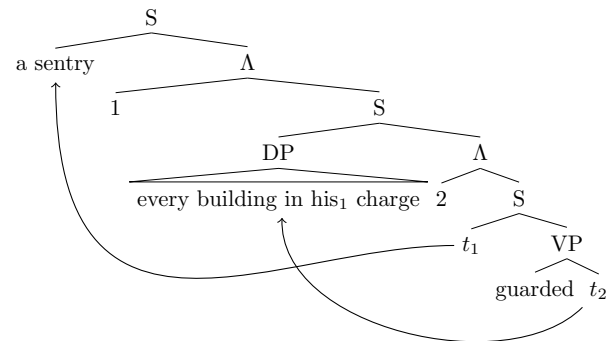 S
a sentry Λ
1 S
DP Λ
every building in his₁ charge 2 S
t₁ VP
guarded t₂